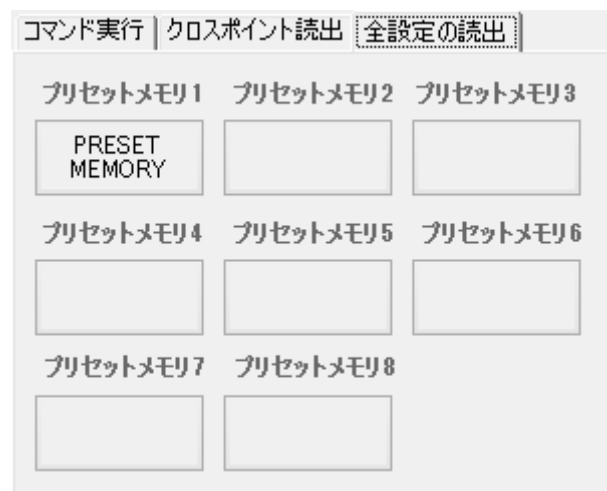 コマンド実行 クロスポイント読出 全設定の読出
プリセットメモリ1 プリセットメモリ2 プリセットメモリ3
PRESET
MEMORY
プリセットメモリ4 プリセットメモリ5 プリセットメモリ6
プリセットメモリ7 プリセットメモリ8